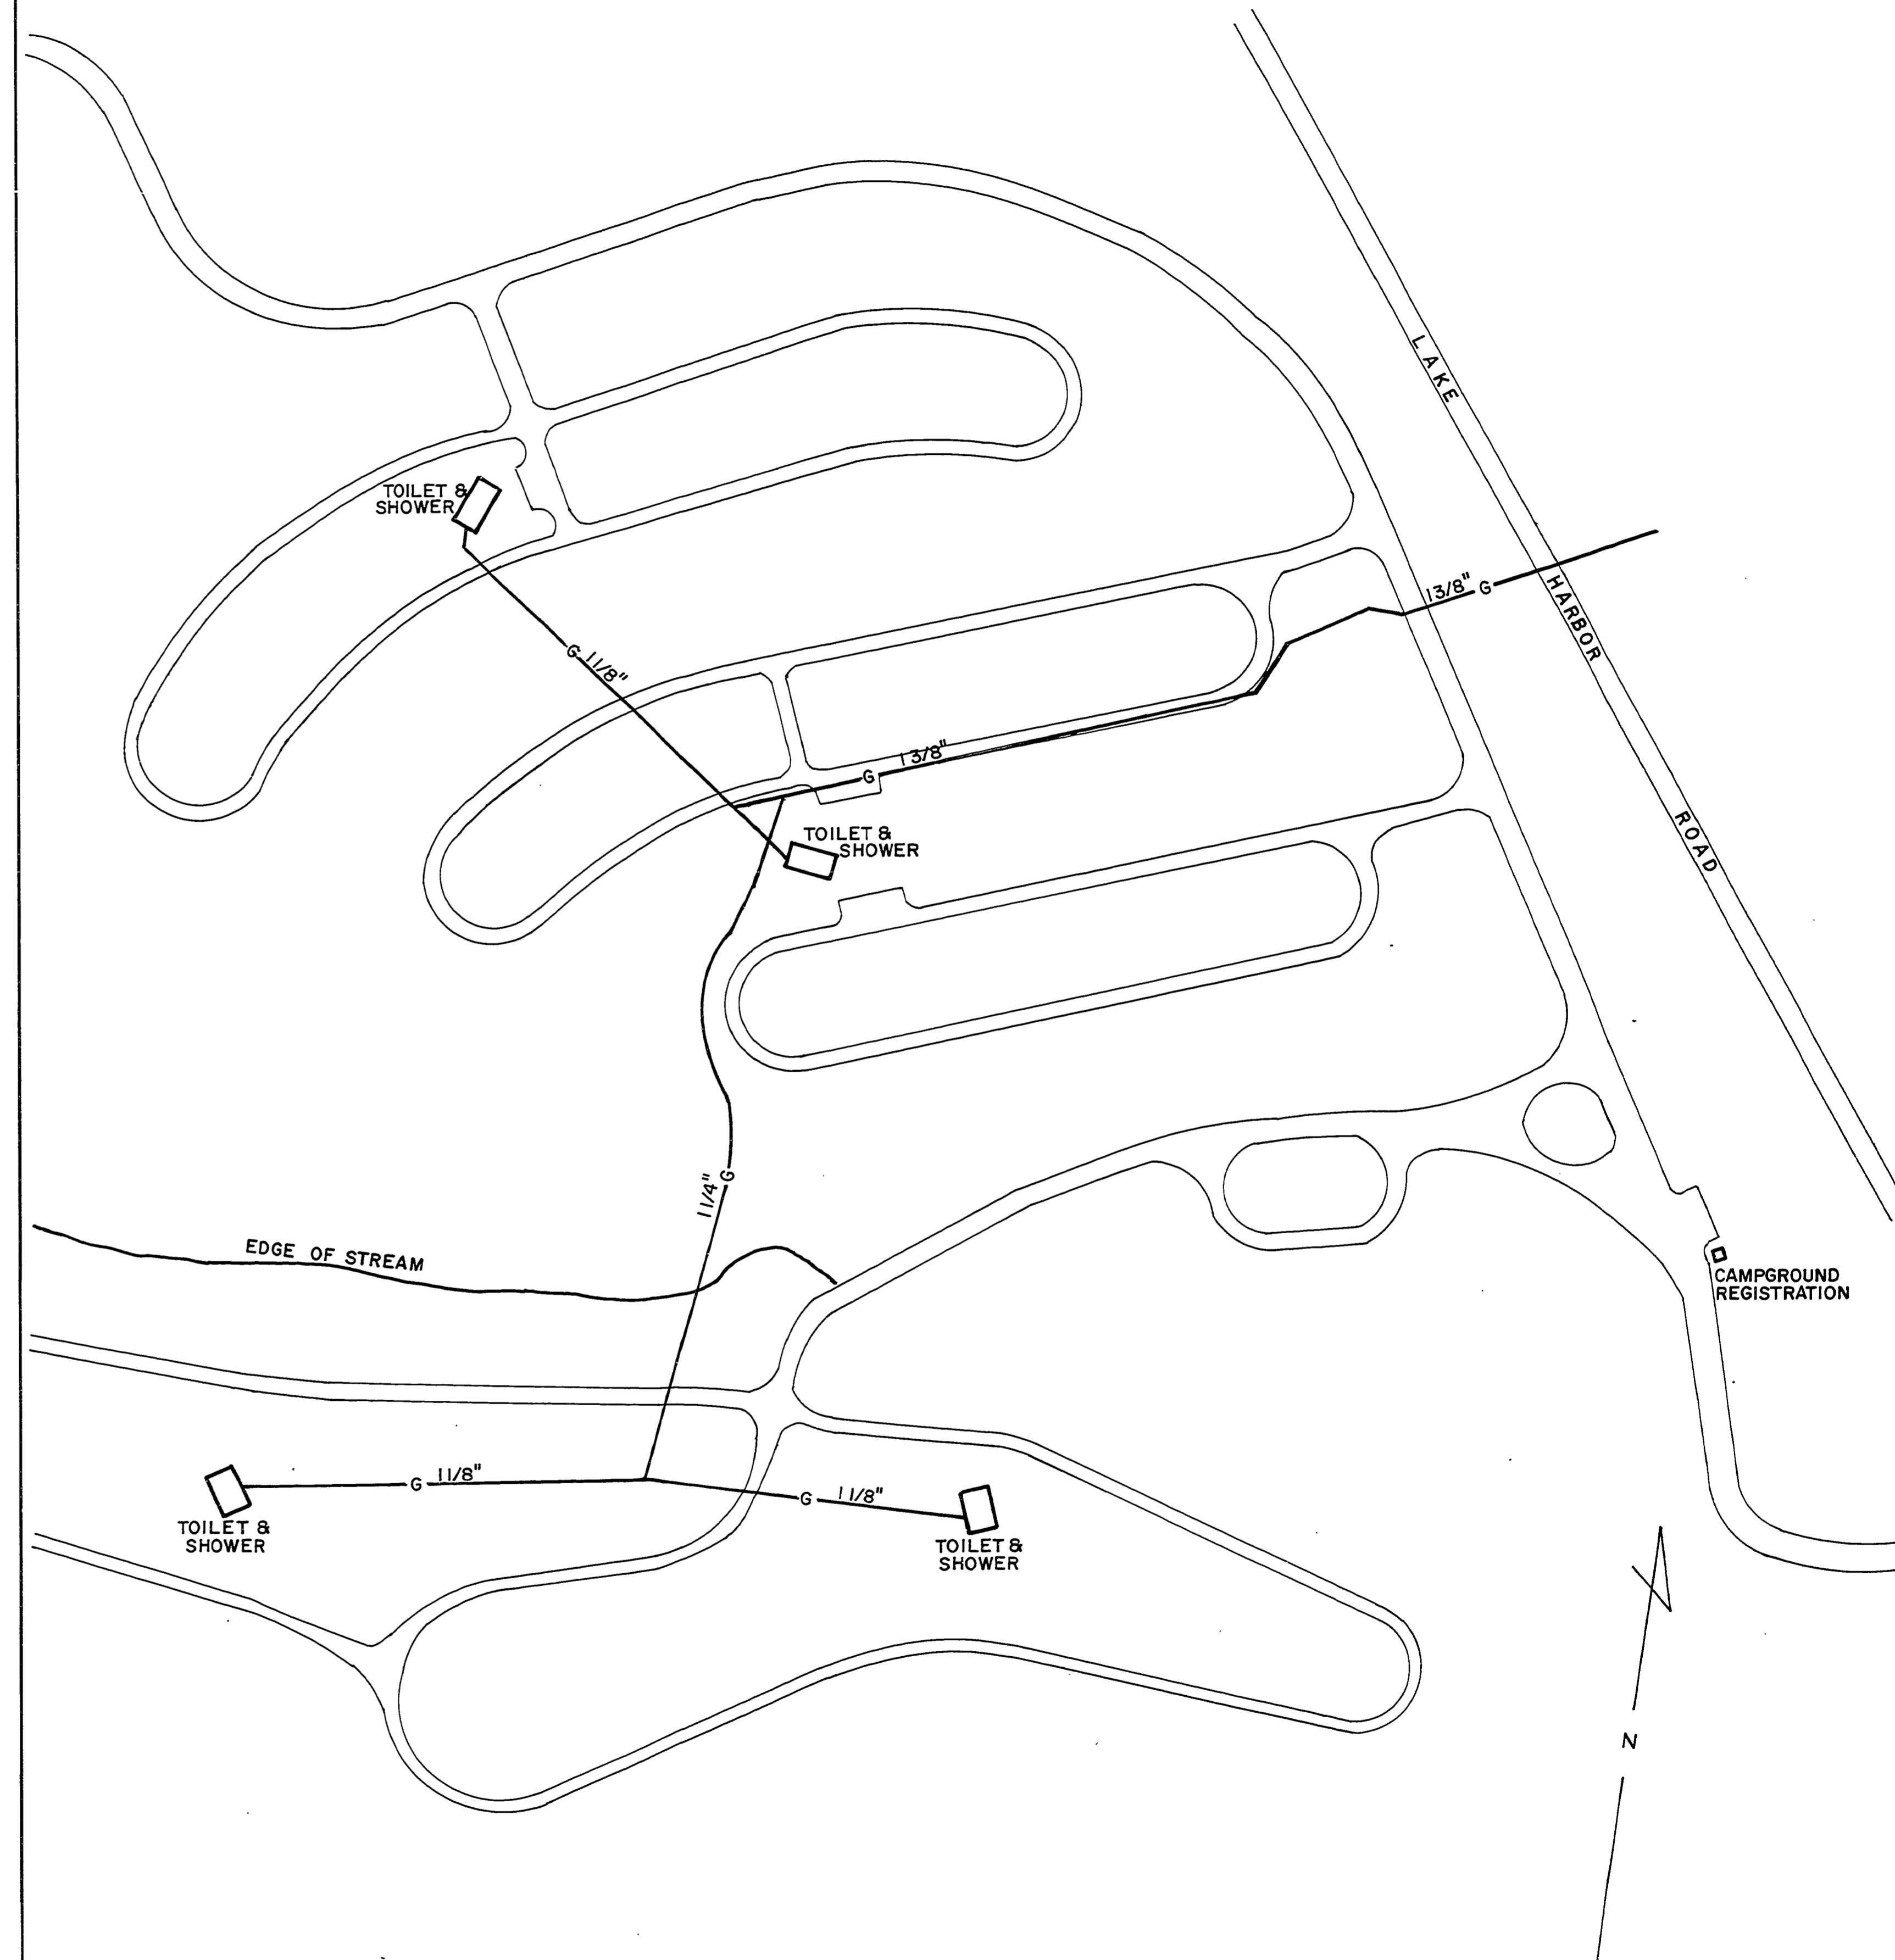 LAKE HARBOR ROAD
TOILET &
SHOWER
13/8" G
G 11/8"
G 13/8"
TOILET &
SHOWER
11/4" G
EDGE OF STREAM
CAMPGROUND
REGISTRATION
G 11/8"
G 11/8"
TOILET &
SHOWER
TOILET &
SHOWER
N